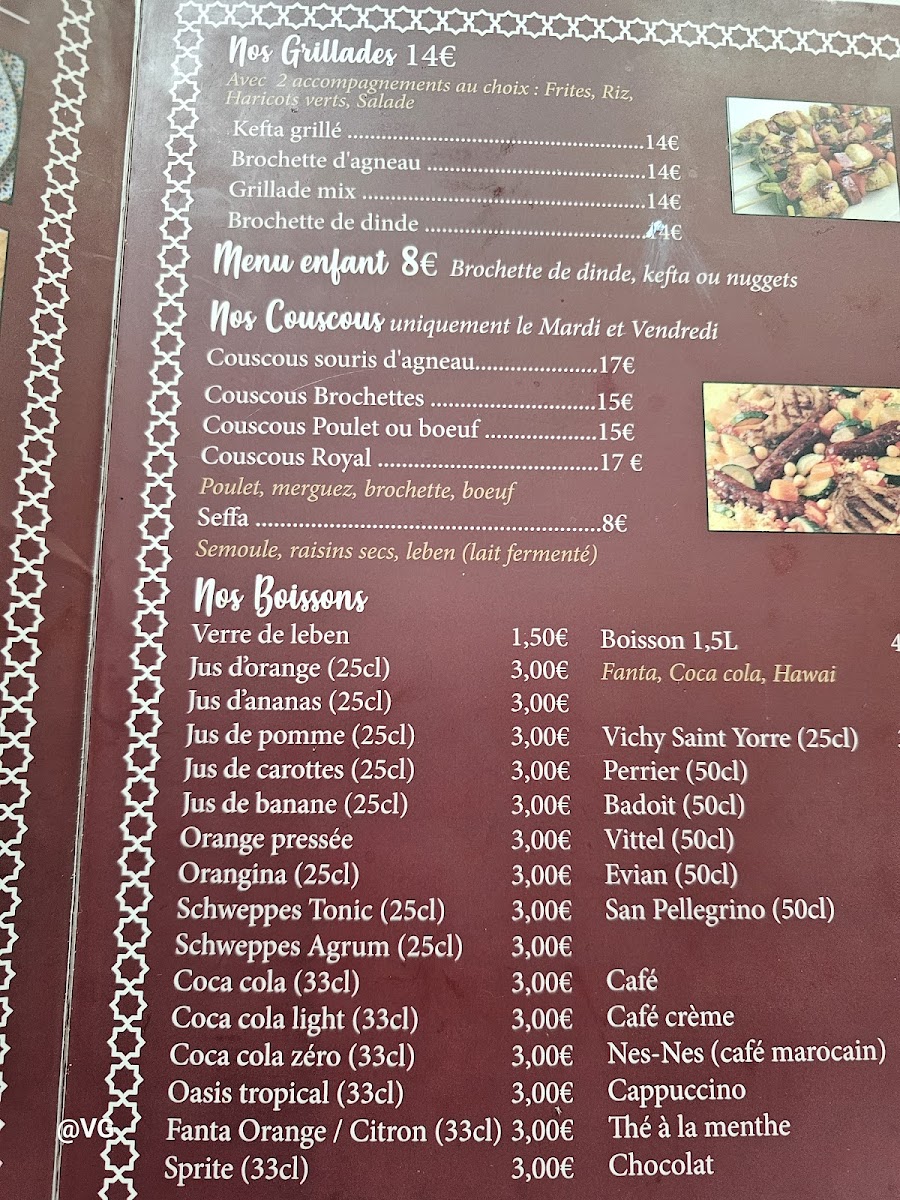 Nos Grillades 14€
Avec 2 accompagnements au choix : Frites, Riz,
Haricots verts, Salade
Kefta grillé ............................................. 14€
Brochette d'agneau ................................. 14€
Grillade mix ........................................... 14€
Brochette de dinde ................................. 14€
Menu enfant 8€ Brochette de dinde, kefta ou nuggets
Nos Couscous uniquement le Mardi et Vendredi
Couscous souris d'agneau....................... 17€
Couscous Brochettes ......................... 15€
Couscous Poulet ou boeuf ................. 15€
Couscous Royal .................................. 17 €
Poulet, merguez, brochette, boeuf
Seffa ........................................................ 8€
Semoule, raisins secs, leben (lait fermenté)
Nos Boissons
Verre de leben 1,50€
Jus d'orange (25cl) 3,00€
Jus d'ananas (25cl) 3,00€
Jus de pomme (25cl) 3,00€
Jus de carottes (25cl) 3,00€
Jus de banane (25cl) 3,00€
Orange pressée 3,00€
Orangina (25cl) 3,00€
Schweppes Tonic (25cl) 3,00€
Schweppes Agrum (25cl) 3,00€
Coca cola (33cl) 3,00€
Coca cola light (33cl) 3,00€
Coca cola zéro (33cl) 3,00€
Oasis tropical (33cl) 3,00€
Fanta Orange / Citron (33cl) 3,00€
Sprite (33cl) 3,00€
Boisson 1,5L
Fanta, Coca cola, Hawai
Vichy Saint Yorre (25cl)
Perrier (50cl)
Badoit (50cl)
Vittel (50cl)
Evian (50cl)
San Pellegrino (50cl)
Café
Café crème
Nes-Nes (café marocain)
Cappuccino
Thé à la menthe
Chocolat
@VG